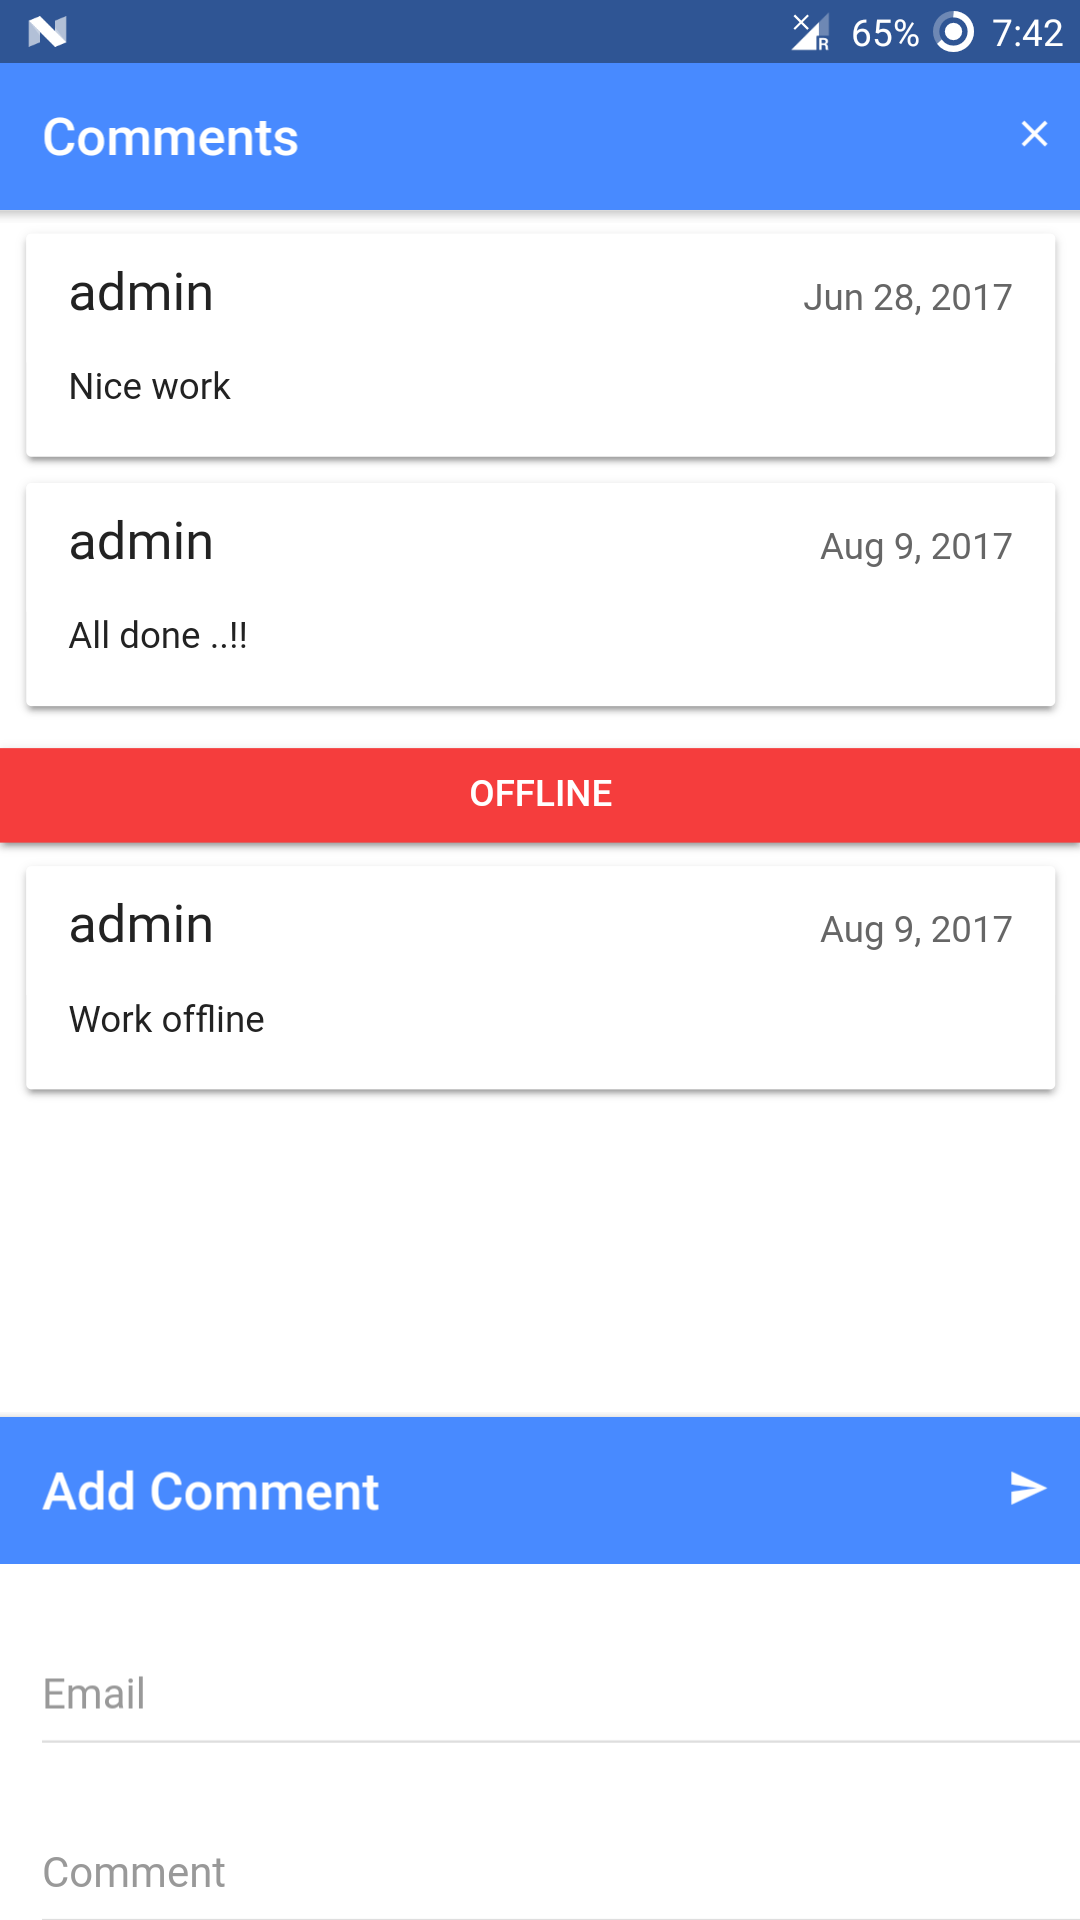 R 65% 7:42
Comments
admin Jun 28, 2017
Nice work
admin Aug 9, 2017
All done ..!!
OFFLINE
admin Aug 9, 2017
Work offline
Add Comment
Email
Comment